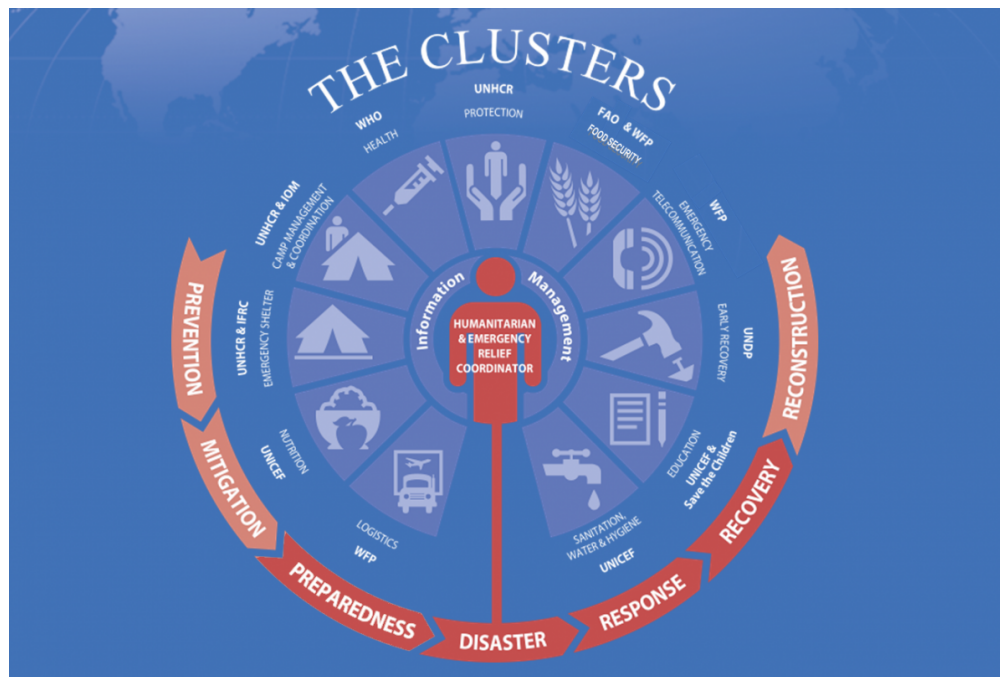 THE CLUSTERS
UNHCR
PROTECTION
WHO
HEALTH
FAO & WFP
FOOD SECURITY
UNHCR & IOM
CAMP MANAGEMENT
& COORDINATION
WFP
EMERGENCY
TELECOMMUNICATION
UNHCR & IFRC
EMERGENCY SHELTER
UNDP
EARLY RECOVERY
UNICEF
NUTRITION
EDUCATION
UNICEF &
Save the Children
LOGISTICS
WFP
SANITATION,
WATER & HYGIENE
UNICEF
Information
Management
HUMANITARIAN
& EMERGENCY
RELIEF
COORDINATOR
PREVENTION
MITIGATION
PREPAREDNESS
DISASTER
RESPONSE
RECOVERY
RECONSTRUCTION